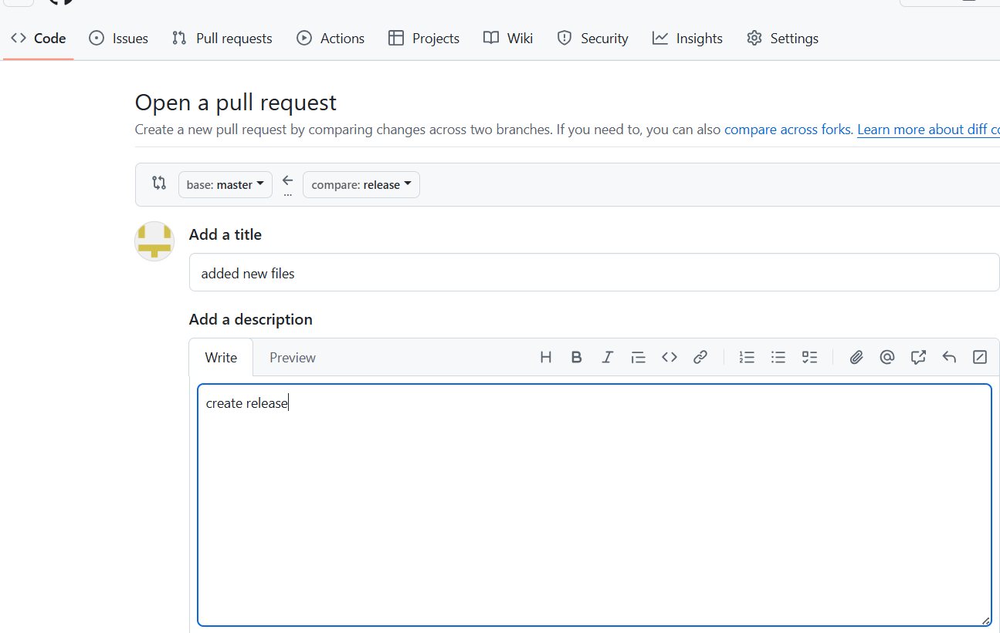 Code Issues Pull requests Actions Projects Wiki Security Insights Settings
Open a pull request
Create a new pull request by comparing changes across two branches. If you need to, you can also compare across forks. Learn more about diff
base: master ... compare: release
Add a title
added new files
Add a description
Write Preview
create release